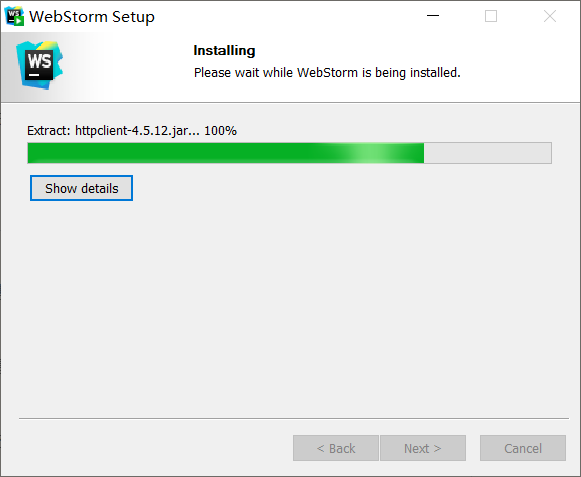 WebStorm Setup
WS
Installing
Please wait while WebStorm is being installed.
Extract: httpclient-4.5.12.jar... 100%
Show details
< Back
Next >
Cancel